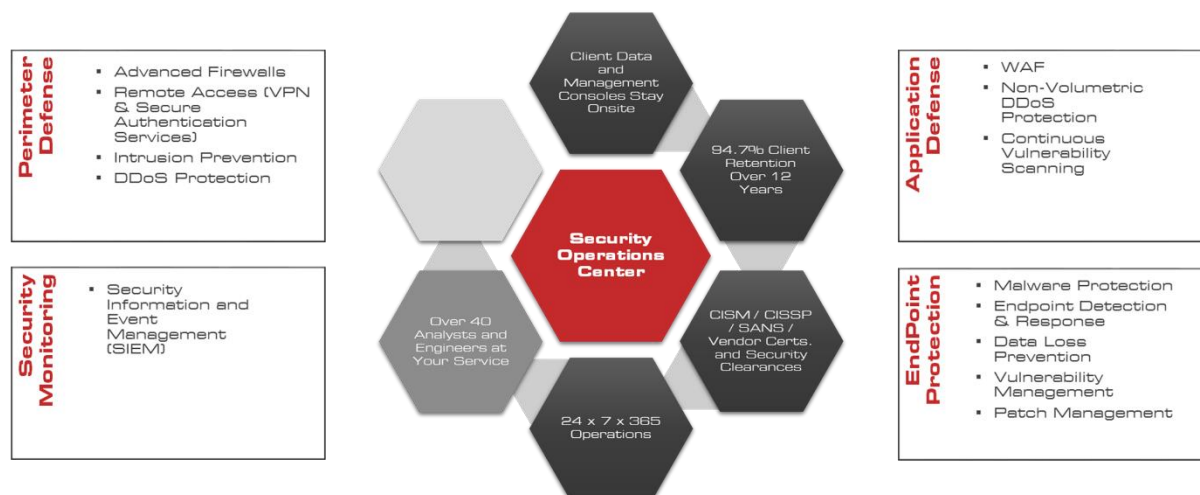 Perimeter
Defense
▪ Advanced Firewalls
▪ Remote Access (VPN
& Secure
Authentication
Services)
▪ Intrusion Prevention
▪ DDoS Protection
Security
Monitoring
▪ Security
Information and
Event
Management
(SIEM)
Client Data
and
Management
Consoles Stay
Onsite
94.7% Client
Retention
Over 12
Years
Security
Operations
Center
Over 40
Analysts and
Engineers at
Your Service
CISM / CISSP
/ SANS /
Vendor Certs.
and Security
Clearances
24 x 7 x 365
Operations
Application
Defense
▪ WAF
▪ Non-Volumetric
DDoS
Protection
▪ Continuous
Vulnerability
Scanning
EndPoint
Protection
▪ Malware Protection
▪ Endpoint Detection
& Response
▪ Data Loss
Prevention
▪ Vulnerability
Management
▪ Patch Management